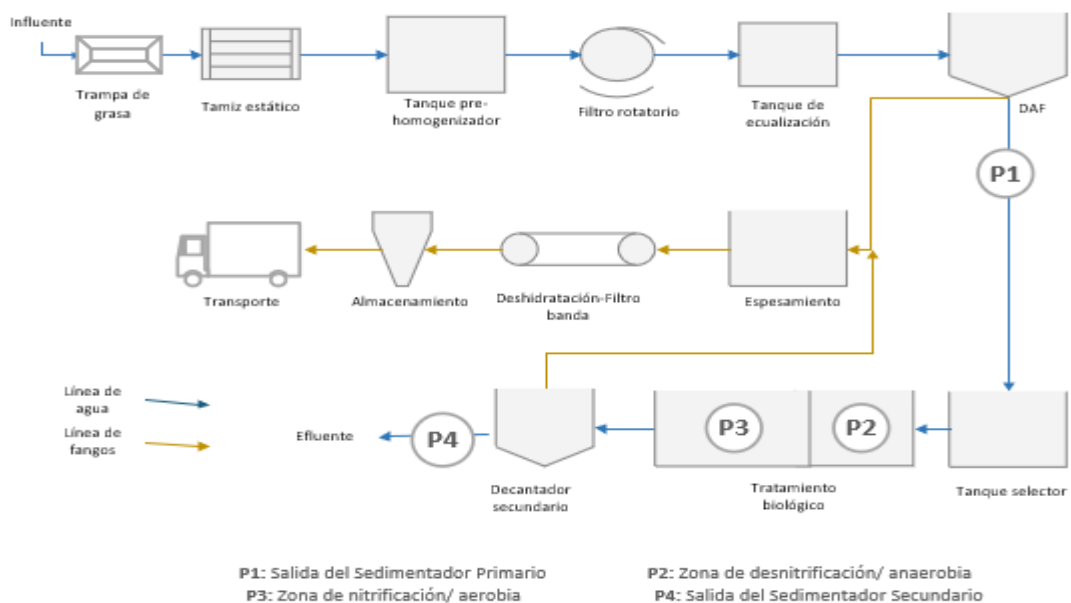 Influente
Trampa de
grasa
Tamiz estático
Tanque pre-
homogenizador
Filtro rotatorio
Tanque de
ecualización
DAF
P1
Transporte
Almacenamiento
Deshidratación-Filtro
banda
Espesamiento
Línea de
agua
Línea de
fangos
Efluente
P4
Decantador
secundario
P3
P2
Tratamiento
biológico
Tanque selector
P1: Salida del Sedimentador Primario
P2: Zona de desnitrificación/ anaerobia
P3: Zona de nitrificación/ aerobia
P4: Salida del Sedimentador Secundario